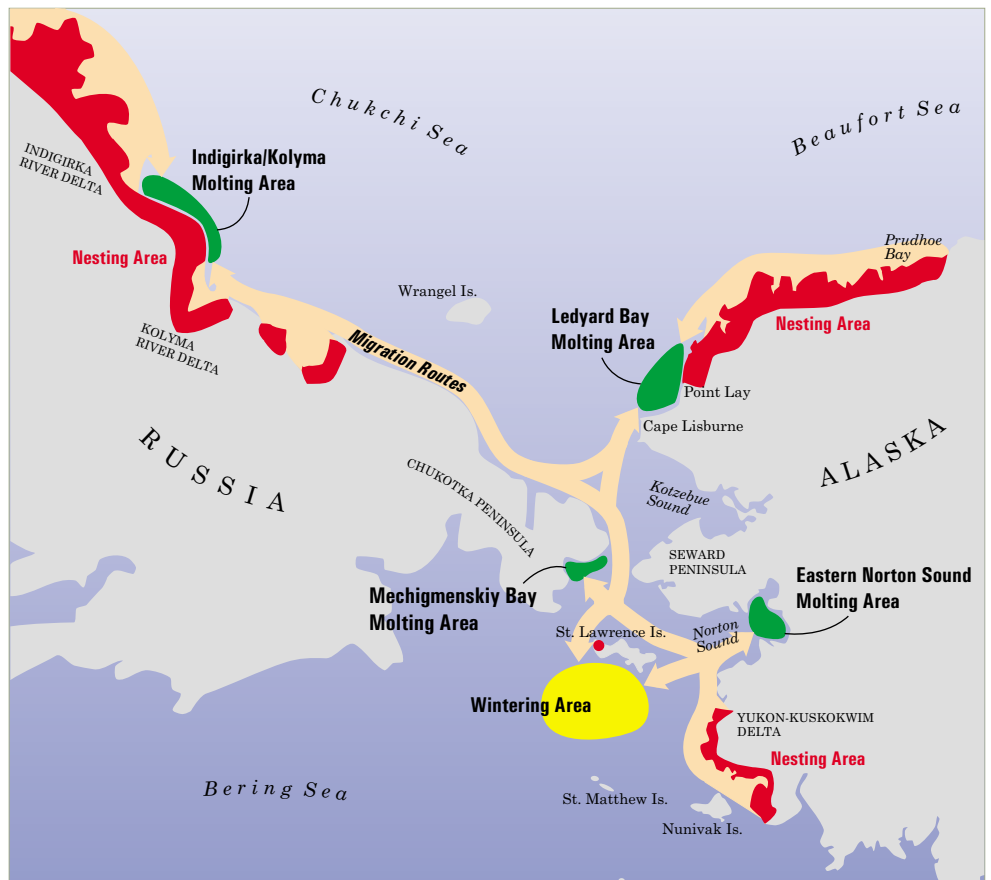 Chukchi Sea
Beaufort Sea
INDIGIRKA
RIVER DELTA
Indigirka/Kolyma
Molting Area
Nesting Area
Prudhoe
Bay
Wrangel Is.
Ledyard Bay
Molting Area
Nesting Area
KOLYMA
RIVER DELTA
Migration Routes
Point Lay
Cape Lisburne
RUSSIA
ALASKA
CHUKOTKA PENINSULA
Kotzebue
Sound
SEWARD
PENINSULA
Eastern Norton Sound
Molting Area
Mechigmenskiy Bay
Molting Area
St. Lawrence Is.
Norton
Sound
Wintering Area
YUKON-KUSKOKWIM
DELTA
Nesting Area
Bering Sea
St. Matthew Is.
Nunivak Is.